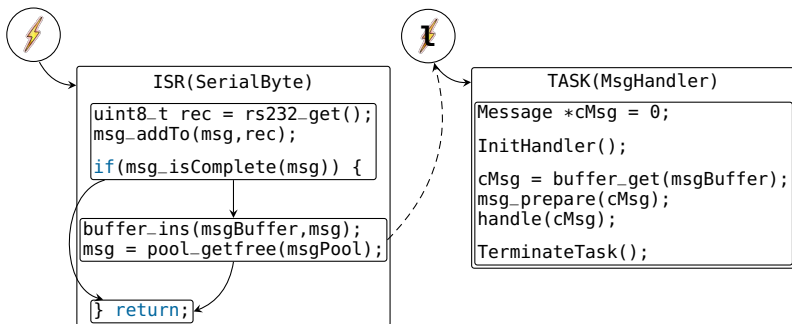 ISR(SerialByte)
uint8_t rec = rs232_get();
msg_addTo(msg,rec);
if(msg_isComplete(msg)) {
buffer_ins(msgBuffer,msg);
msg = pool_getfree(msgPool);
} return;
1
TASK(MsgHandler)
Message *cMsg = 0;
InitHandler();
cMsg = buffer_get(msgBuffer);
msg_prepare(cMsg);
handle(cMsg);
TerminateTask();